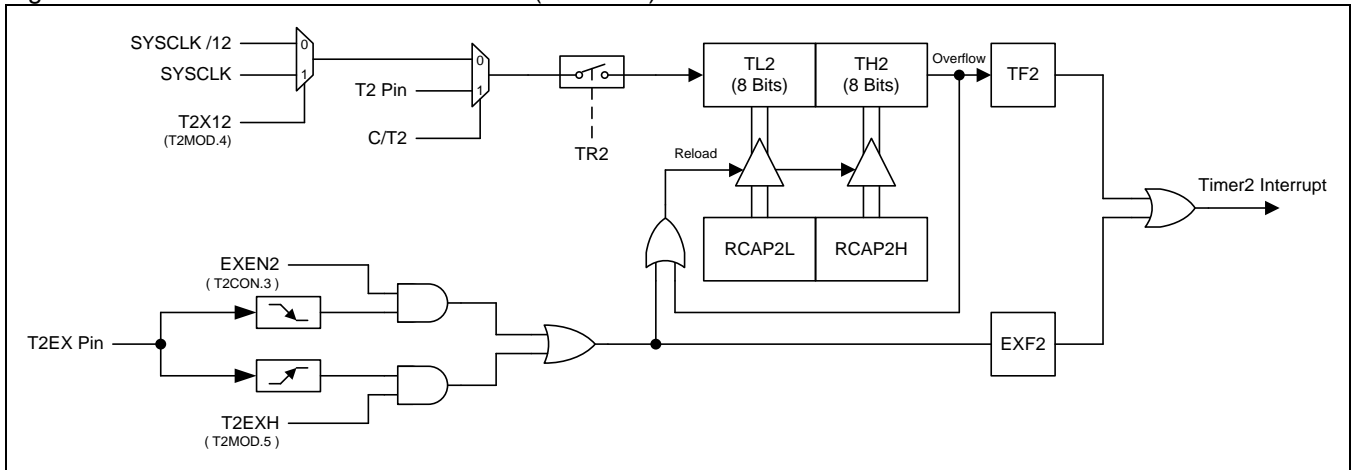 SYSCLK /12
SYSCLK
T2X12
(T2MOD.4)
0
1
T2 Pin
C/T2
0
1
TR2
TL2
(8 Bits)
TH2
(8 Bits)
Overflow
TF2
Reload
RCAP2L
RCAP2H
Timer2 Interrupt
EXEN2
( T2CON.3 )
T2EX Pin
T2EXH
( T2MOD.5 )
EXF2